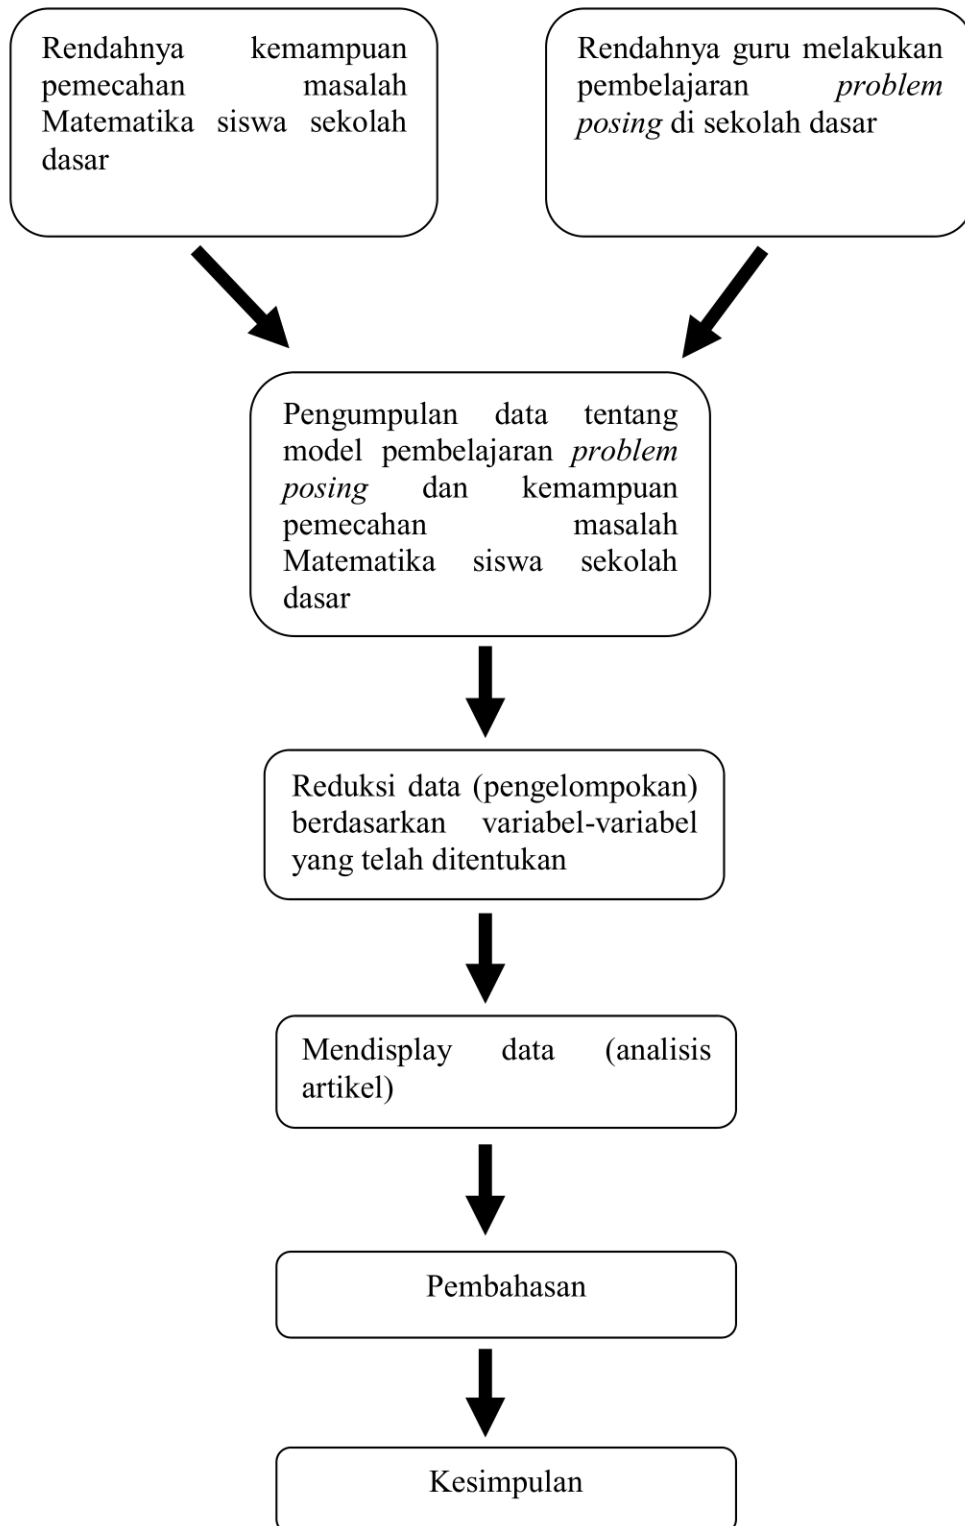 Rendahnya kemampuan
pemecahan masalah
Matematika siswa sekolah
dasar
Rendahnya guru melakukan
pembelajaran problem
posing di sekolah dasar
Pengumpulan data tentang
model pembelajaran problem
posing dan kemampuan
pemecahan masalah
Matematika siswa sekolah
dasar
Reduksi data (pengelompokan)
berdasarkan variabel-variabel
yang telah ditentukan
Mendisplay data (analisis
artikel)
Pembahasan
Kesimpulan